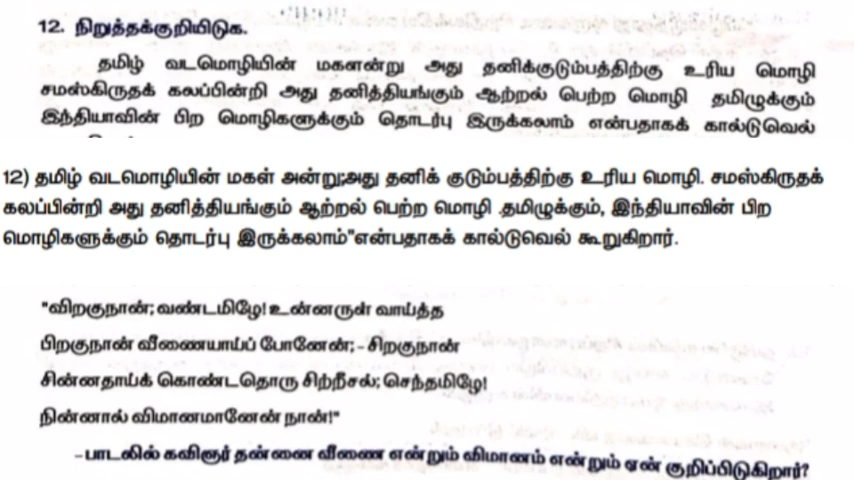 12. நிறுத்தக்குறியிடுக.
தமிழ் வடமொழியின் மகளன்று அது தனிக்குடும்பத்திற்கு உரிய மொழி
சமஸ்கிருதக் கலப்பின்றி அது தனித்தியங்கும் ஆற்றல் பெற்ற மொழி தமிழுக்கும்
இந்தியாவின் பிற மொழிகளுக்கும் தொடர்பு இருக்கலாம் என்பதாகக் கால்டுவெல்
12) தமிழ் வடமொழியின் மகள் அன்று;அது தனிக் குடும்பத்திற்கு உரிய மொழி. சமஸ்கிருதக்
கலப்பின்றி அது தனித்தியங்கும் ஆற்றல் பெற்ற மொழி .தமிழுக்கும், இந்தியாவின் பிற
மொழிகளுக்கும் தொடர்பு இருக்கலாம்"என்பதாகக் கால்டுவெல் கூறுகிறார்.
"விறகுநான்; வண்டமிழே! உன்னருள் வாய்த்த
பிறகுநான் வீணையாய்ப் போனேன்; - சிறகுநான்
சின்னதாய்க் கொண்டதொரு சிற்றீசல்; செந்தமிழே!
நின்னால் விமானமானேன் நான்!"
-பாடலில் கவிஞர் தன்னை வீணை என்றும் விமானம் என்றும் ஏன் குறிப்பிடுகிறார்?